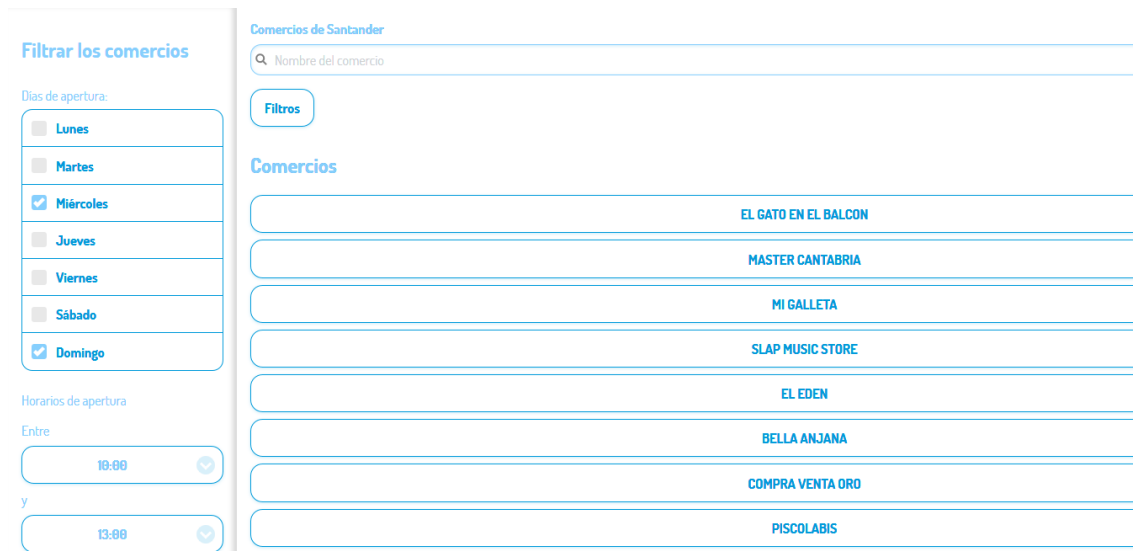 Filtrar los comercios
Días de apertura:
Lunes
Martes
Miércoles
Jueves
Viernes
Sábado
Domingo
Horarios de apertura
Entre
10:00
y
13:00
Comercios de Santander
Nombre del comercio
Filtros
Comercios
EL GATO EN EL BALCON
MASTER CANTABRIA
MI GALLETA
SLAP MUSIC STORE
EL EDEN
BELLA ANJANA
COMPRA VENTA ORO
PISCOLABIS